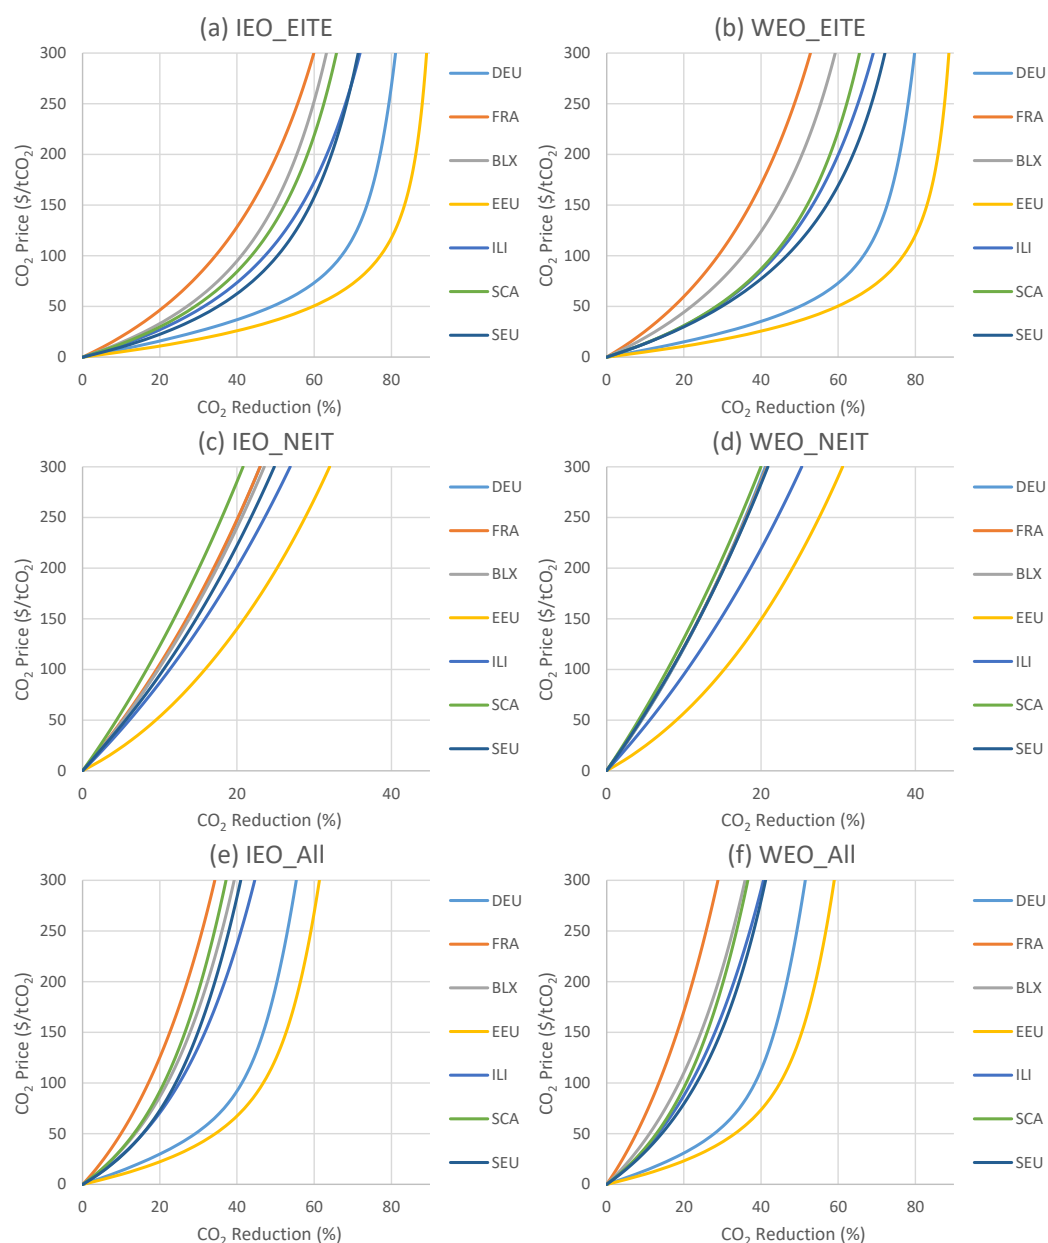 (a) IEO_EITE
300
250
200
150
100
50
0
0 20 40 60 80
CO₂ Price ($/tCO₂)
CO₂ Reduction (%)
DEU
FRA
BLX
EEU
ILI
SCA
SEU
(b) WEO_EITE
300
250
200
150
100
50
0
0 20 40 60 80
CO₂ Price ($/tCO₂)
CO₂ Reduction (%)
DEU
FRA
BLX
EEU
ILI
SCA
SEU
(c) IEO_NEIT
300
250
200
150
100
50
0
0 20 40
CO₂ Price ($/tCO₂)
CO₂ Reduction (%)
DEU
FRA
BLX
EEU
ILI
SCA
SEU
(d) WEO_NEIT
300
250
200
150
100
50
0
0 20 40
CO₂ Price ($/tCO₂)
CO₂ Reduction (%)
DEU
FRA
BLX
EEU
ILI
SCA
SEU
(e) IEO_All
300
250
200
150
100
50
0
0 20 40 60 80
CO₂ Price ($/tCO₂)
CO₂ Reduction (%)
DEU
FRA
BLX
EEU
ILI
SCA
SEU
(f) WEO_All
300
250
200
150
100
50
0
0 20 40 60 80
CO₂ Price ($/tCO₂)
CO₂ Reduction (%)
DEU
FRA
BLX
EEU
ILI
SCA
SEU